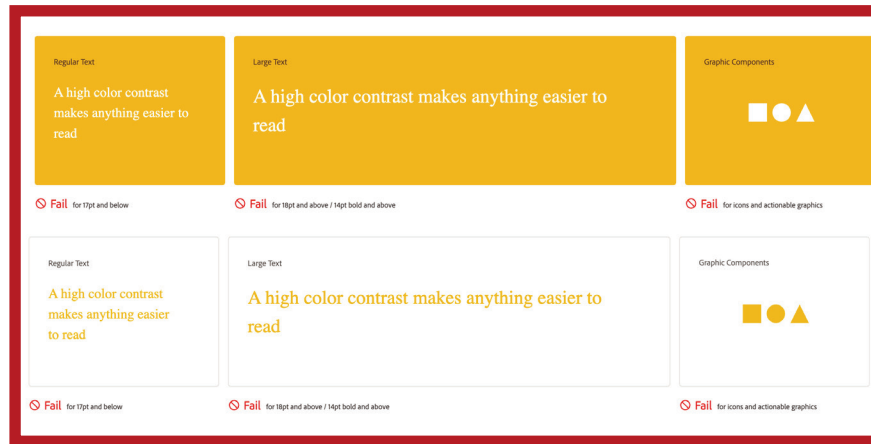 Regular Text
A high color contrast
makes anything easier to
read
Large Text
A high color contrast makes anything easier to
read
Graphic Components
Fail for 17pt and below
Fail for 18pt and above / 14pt bold and above
Fail for icons and actionable graphics
Regular Text
A high color contrast
makes anything easier
to read
Large Text
A high color contrast makes anything easier to
read
Graphic Components
Fail for 17pt and below
Fail for 18pt and above / 14pt bold and above
Fail for icons and actionable graphics